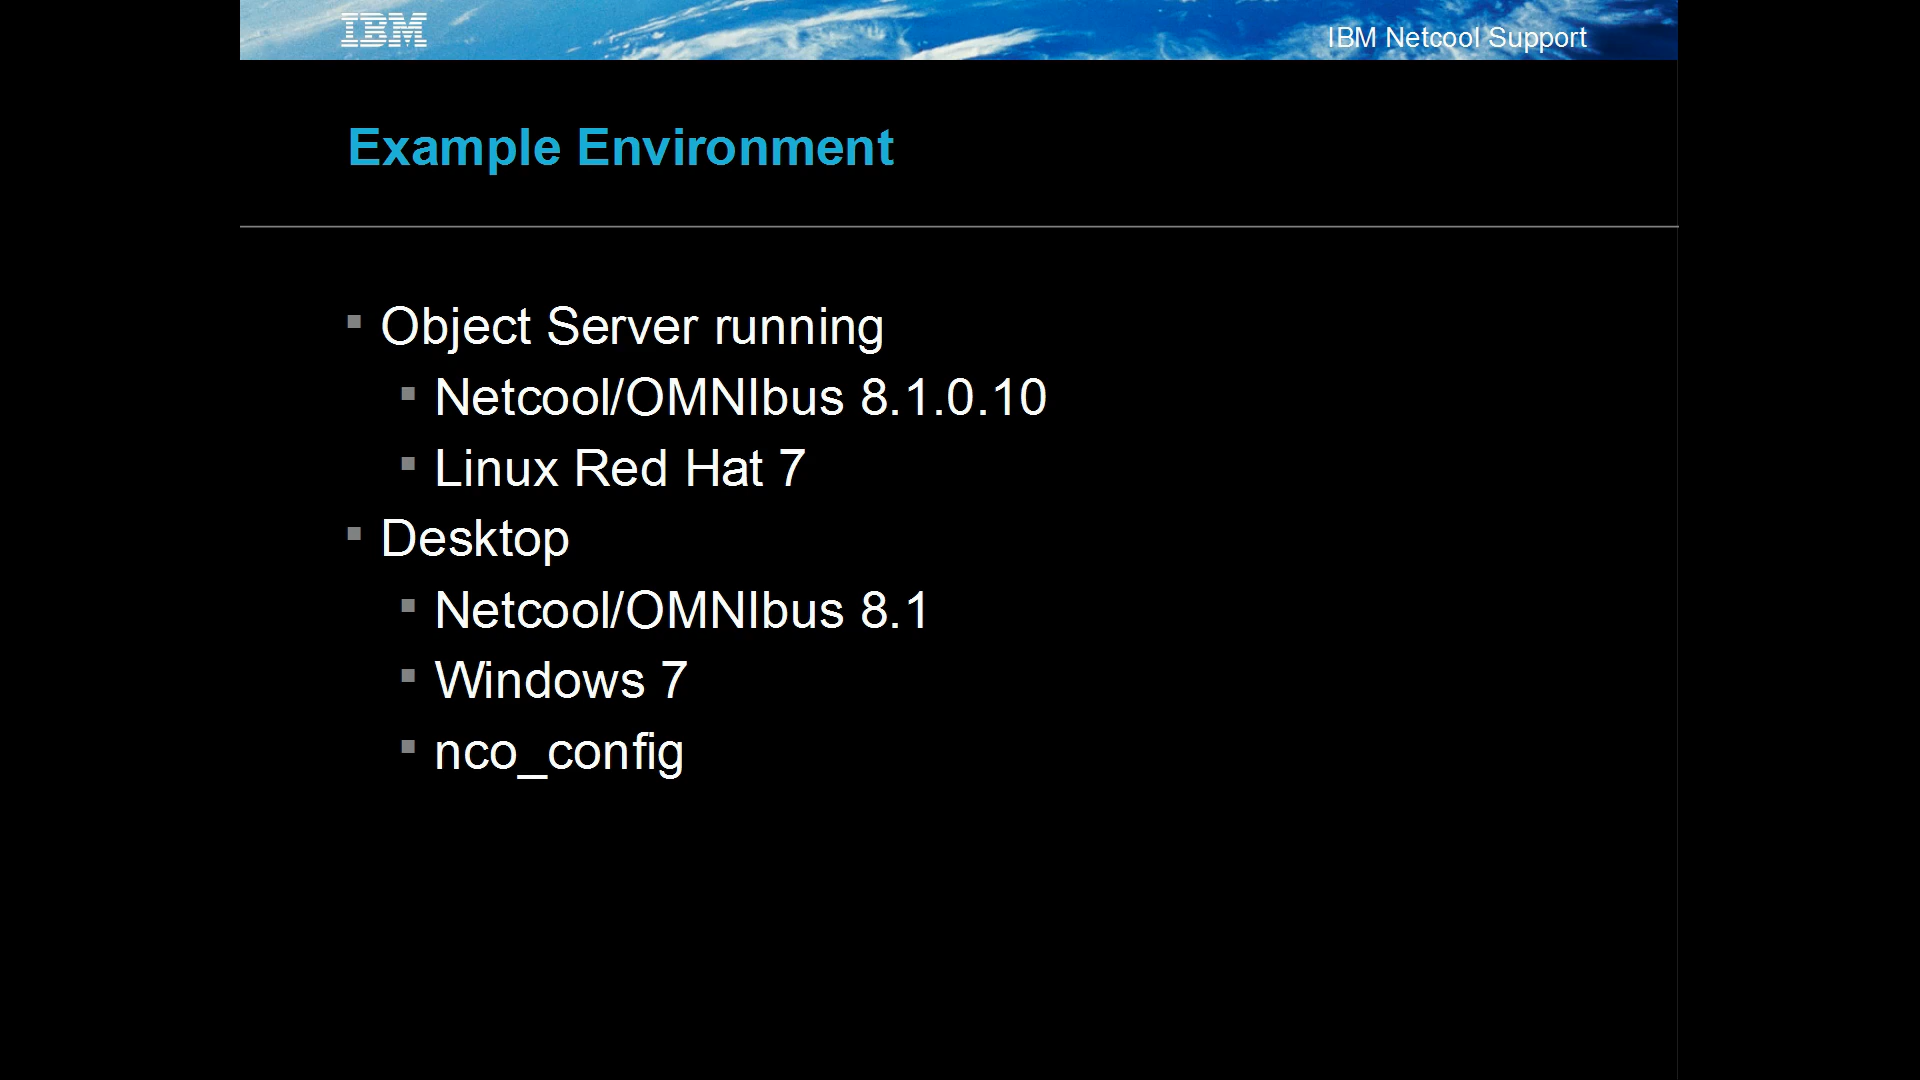 IBM
IBM Netcool Support
Example Environment
Object Server running
Netcool/OMNIbus 8.1.0.10
Linux Red Hat 7
Desktop
Netcool/OMNIbus 8.1
Windows 7
nco_config